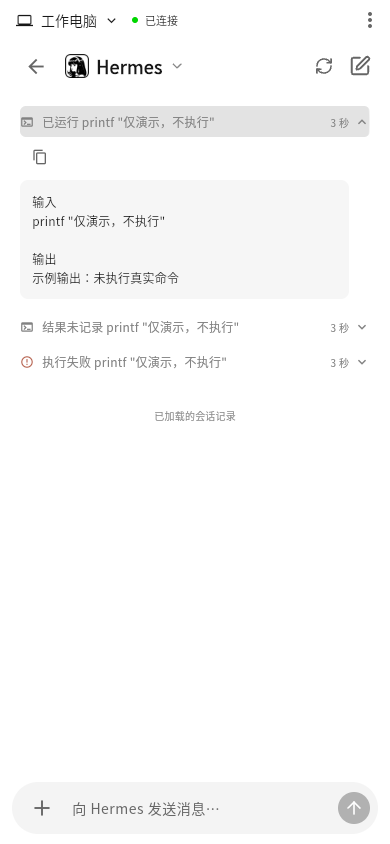 工作电脑 已连接
Hermes
已运行 printf "仅演示，不执行" 3 秒
输入
printf "仅演示，不执行"
输出
示例输出：未执行真实命令
结果未记录 printf "仅演示，不执行" 3 秒
执行失败 printf "仅演示，不执行" 3 秒
已加载的会话记录
向 Hermes 发送消息…